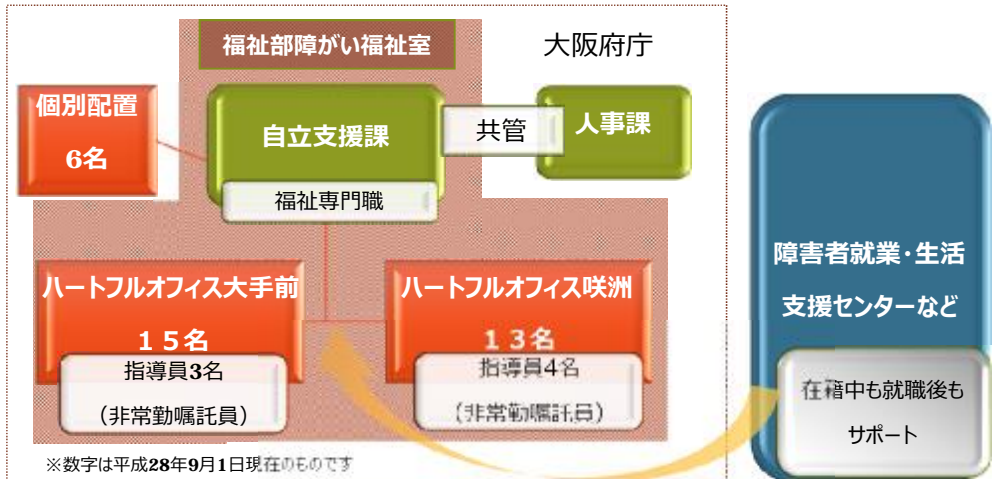 福祉部障がい福祉室
大阪府庁
個別配置
6名
自立支援課
共管
人事課
福祉専門職
ハートフルオフィス大手前
１５名
指導員3名
（非常勤嘱託員）
ハートフルオフィス咲洲
１３名
指導員4名
（非常勤嘱託員）
障害者就業・生活
支援センターなど
在籍中も就職後も
サポート
※数字は平成28年9月1日現在のものです